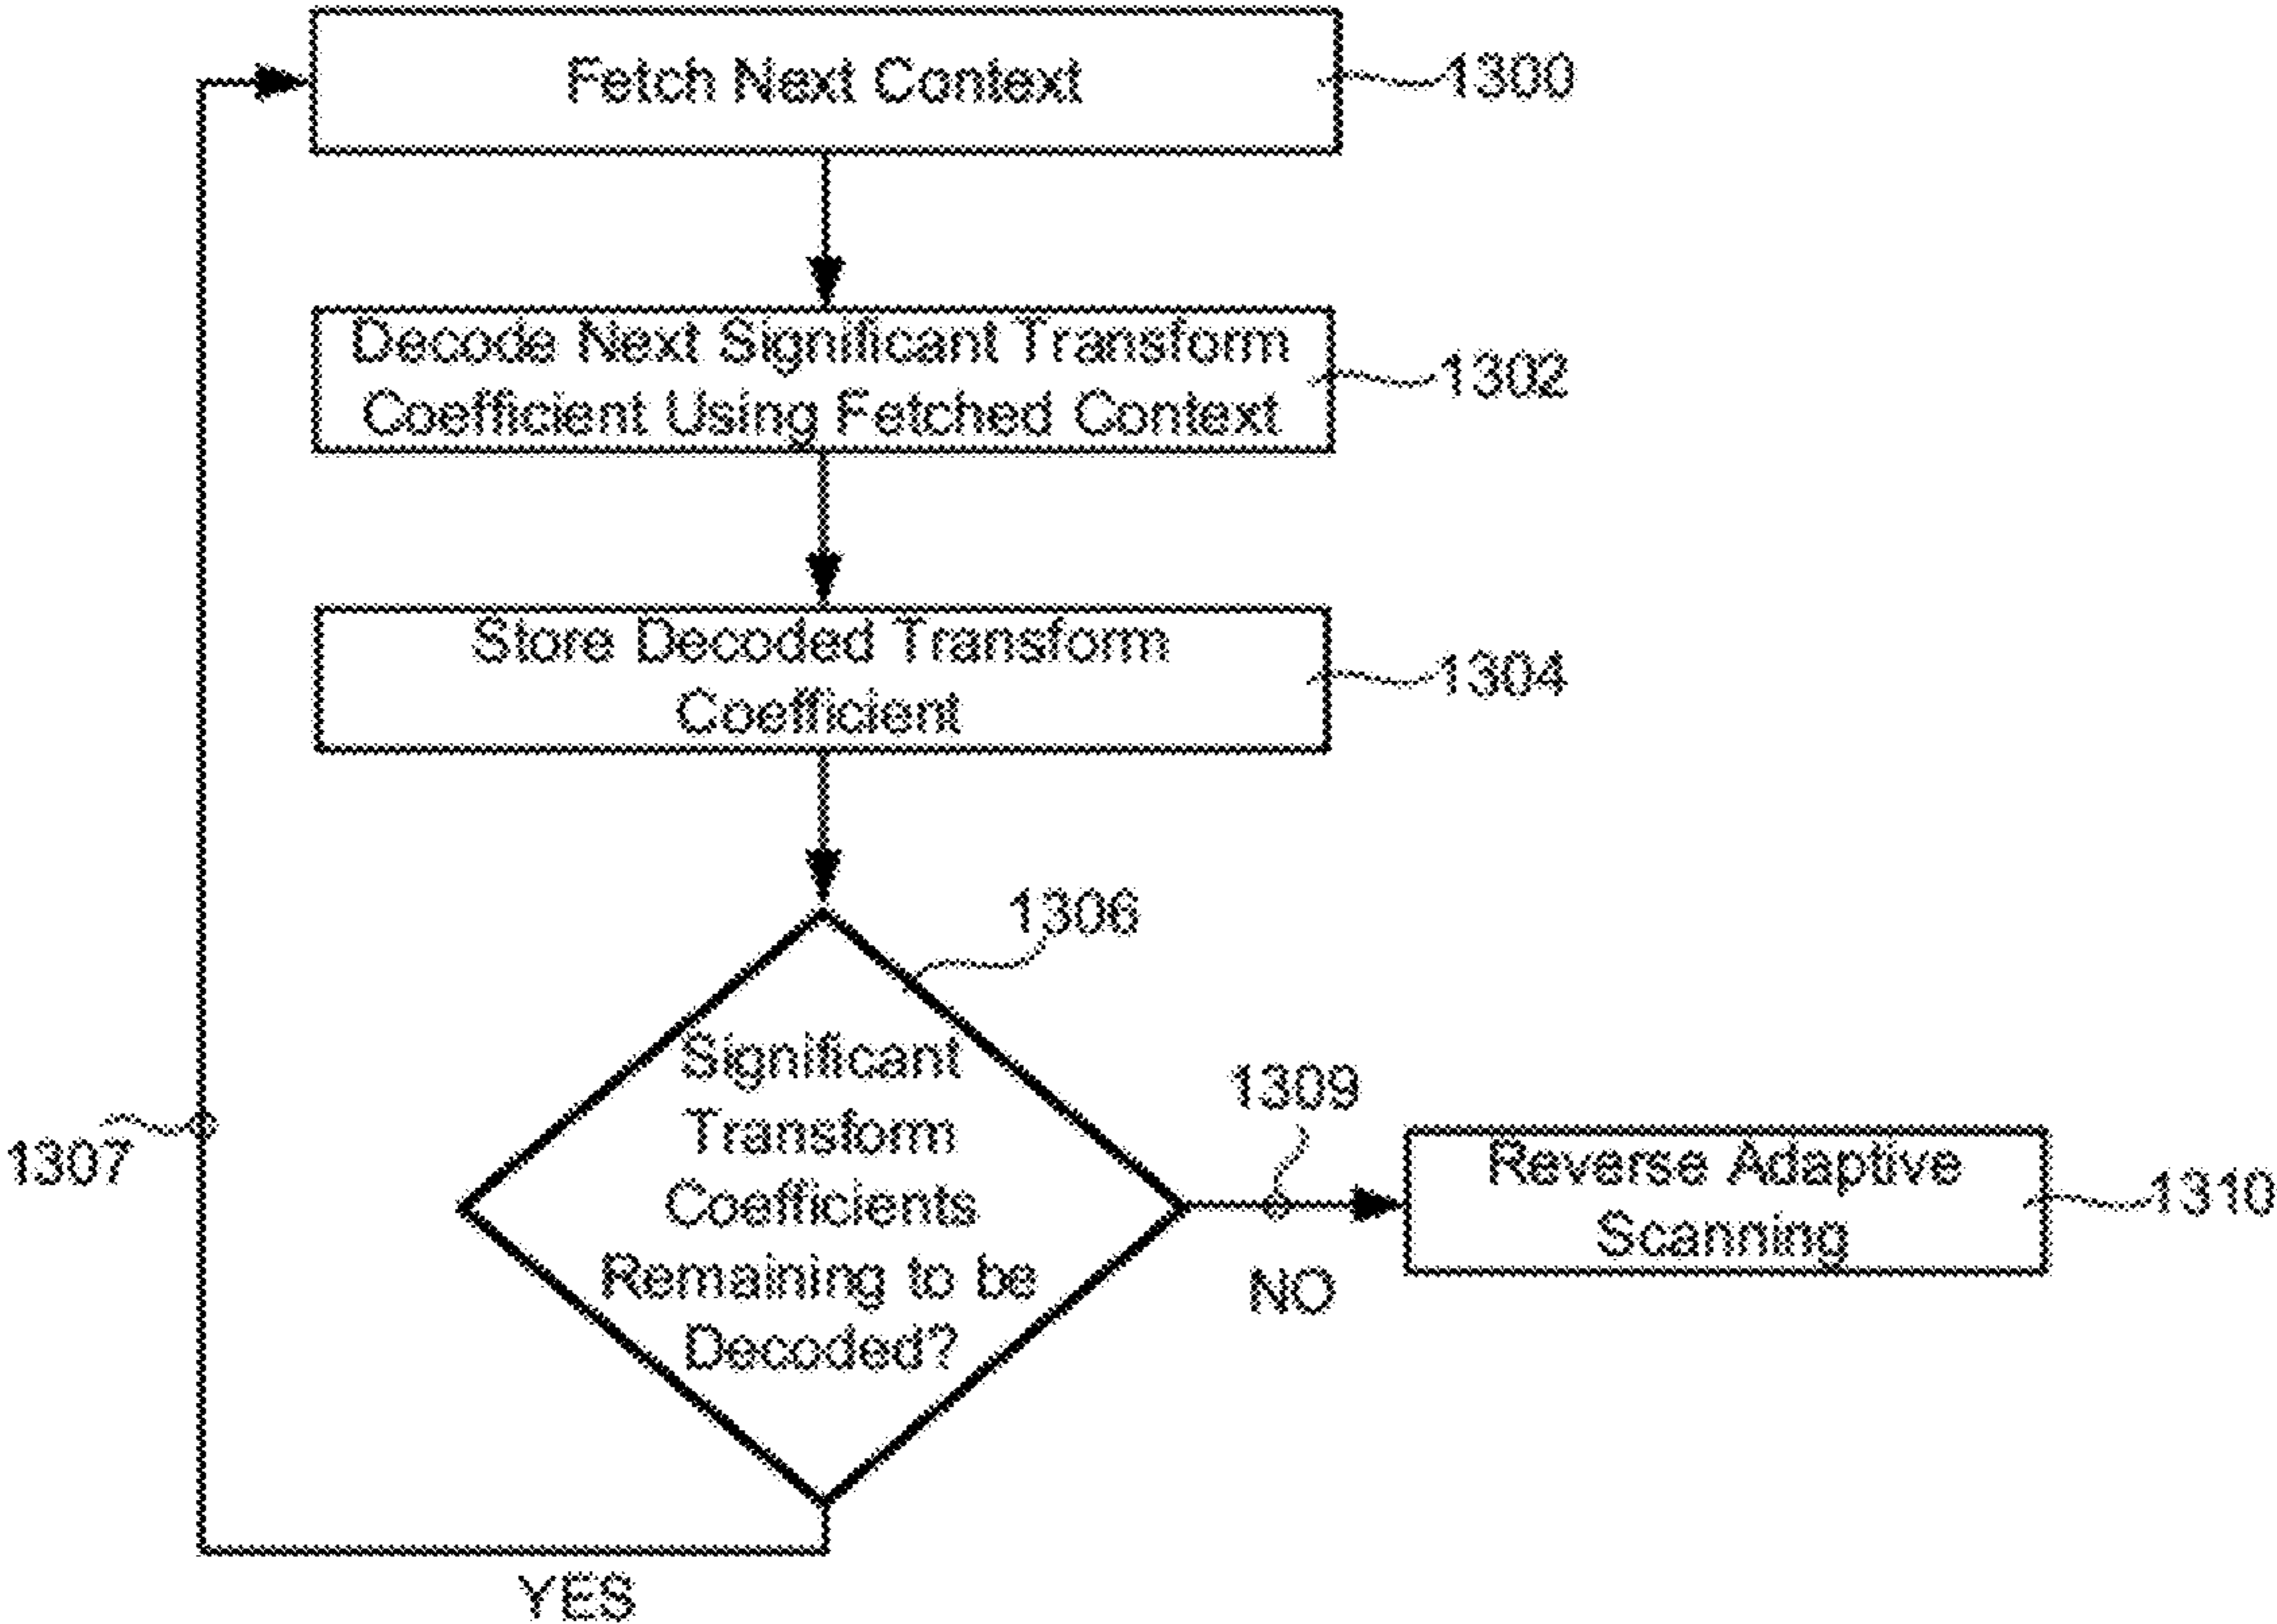 Fetch Next Context
1300
Decode Next Significant Transform
Coefficient Using Fetched Context
1302
Store Decoded Transform
Coefficient
1304
1306
Significant
Transform
Coefficients
Remaining to be
Decoded?
1307
1309
NO
Reverse Adaptive
Scanning
1310
YES